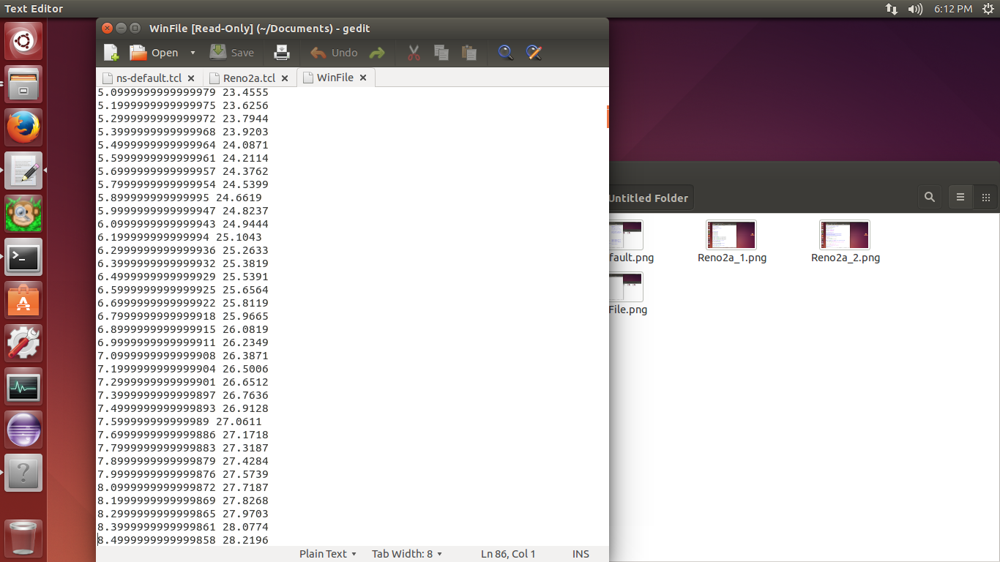 Text Editor
6:12 PM
WinFile [Read-Only] (~/Documents) - gedit
Open
Save
Undo
ns-default.tcl
Reno2a.tcl
WinFile
5.0999999999999979 23.4555
5.1999999999999975 23.6256
5.2999999999999972 23.7944
5.3999999999999968 23.9203
5.4999999999999964 24.0871
5.5999999999999961 24.2114
5.6999999999999957 24.3762
5.7999999999999954 24.5399
5.899999999999995 24.6619
5.9999999999999947 24.8237
6.0999999999999943 24.9444
6.199999999999994 25.1043
6.2999999999999936 25.2633
6.3999999999999932 25.3819
6.4999999999999929 25.5391
6.5999999999999925 25.6564
6.6999999999999922 25.8119
6.7999999999999918 25.9665
6.8999999999999915 26.0819
6.9999999999999911 26.2349
7.0999999999999908 26.3871
7.1999999999999904 26.5006
7.2999999999999901 26.6512
7.3999999999999897 26.7636
7.4999999999999893 26.9128
7.599999999999989 27.0611
7.6999999999999886 27.1718
7.7999999999999883 27.3187
7.8999999999999879 27.4284
7.9999999999999876 27.5739
8.0999999999999872 27.7187
8.1999999999999869 27.8268
8.2999999999999865 27.9703
8.3999999999999861 28.0774
8.4999999999999858 28.2196
Plain Text
Tab Width: 8
Ln 86, Col 1
INS
Untitled Folder
fault.png
Reno2a_1.png
Reno2a_2.png
File.png